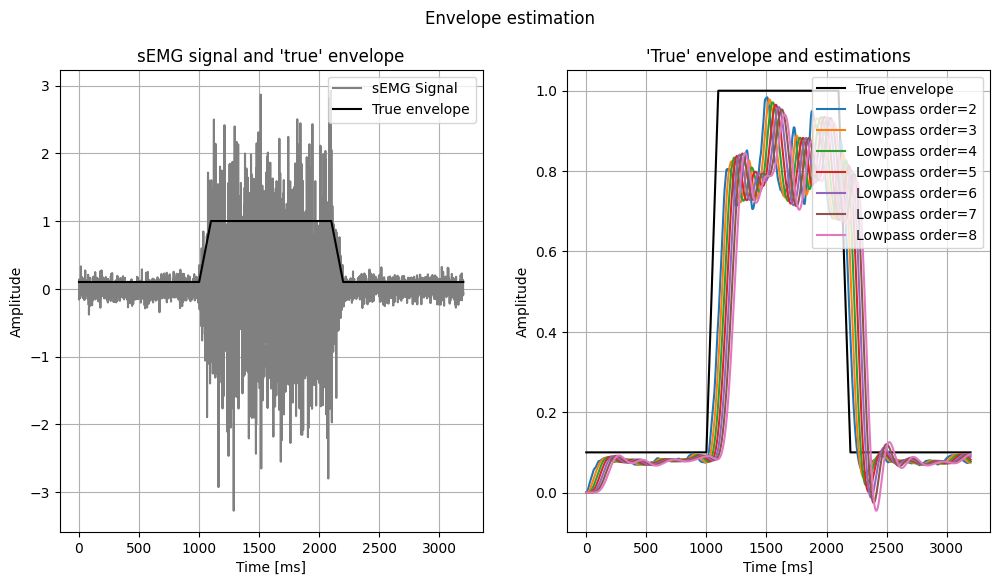 Envelope estimation
sEMG signal and 'true' envelope
sEMG Signal
True envelope
3
2
1
0
−1
−2
−3
Amplitude
0 500 1000 1500 2000 2500 3000
Time [ms]
'True' envelope and estimations
True envelope
Lowpass order=2
Lowpass order=3
Lowpass order=4
Lowpass order=5
Lowpass order=6
Lowpass order=7
Lowpass order=8
1.0
0.8
0.6
0.4
0.2
0.0
Amplitude
0 500 1000 1500 2000 2500 3000
Time [ms]